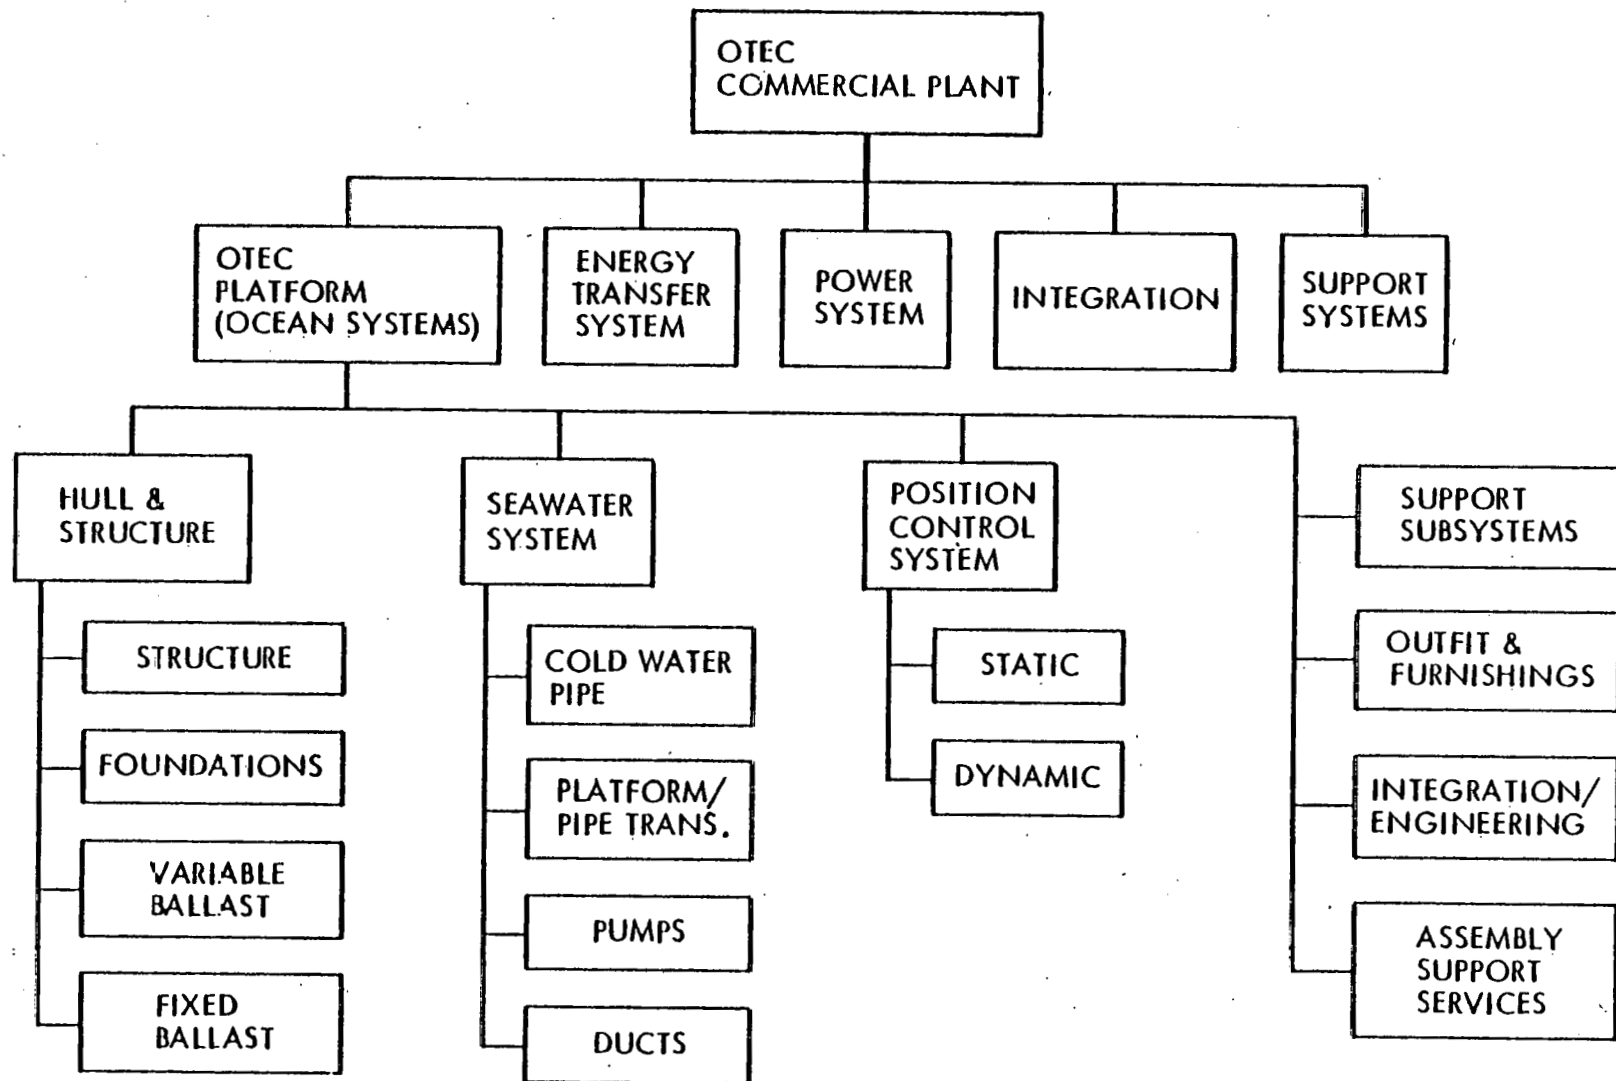 OTEC
COMMERCIAL PLANT
OTEC
PLATFORM
(OCEAN SYSTEMS)
ENERGY
TRANSFER
SYSTEM
POWER
SYSTEM
INTEGRATION
SUPPORT
SYSTEMS
HULL &
STRUCTURE
STRUCTURE
FOUNDATIONS
VARIABLE
BALLAST
FIXED
BALLAST
SEAWATER
SYSTEM
COLD WATER
PIPE
PLATFORM/
PIPE TRANS.
PUMPS
DUCTS
POSITION
CONTROL
SYSTEM
STATIC
DYNAMIC
SUPPORT
SUBSYSTEMS
OUTFIT &
FURNISHINGS
INTEGRATION/
ENGINEERING
ASSEMBLY
SUPPORT
SERVICES